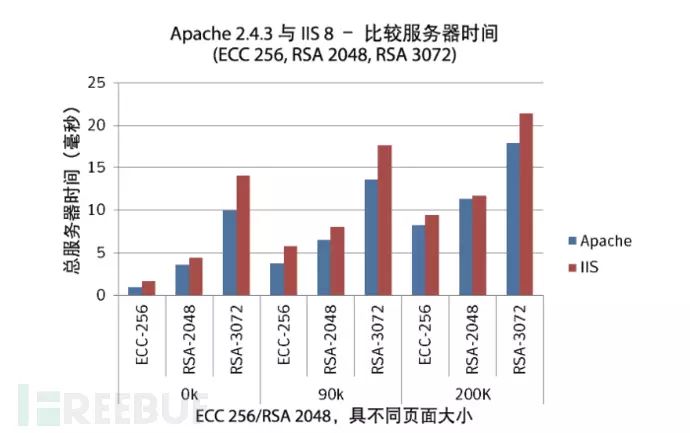 Apache 2.4.3 与 IIS 8 - 比较服务器时间
(ECC 256, RSA 2048, RSA 3072)
总服务器时间（毫秒）
25
20
15
10
5
0
Apache
IIS
ECC-256
RSA-2048
RSA-3072
ECC-256
RSA-2048
RSA-3072
ECC-256
RSA-2048
RSA-3072
0k
90k
200K
ECC 256/RSA 2048，具不同页面大小
FREEBUF